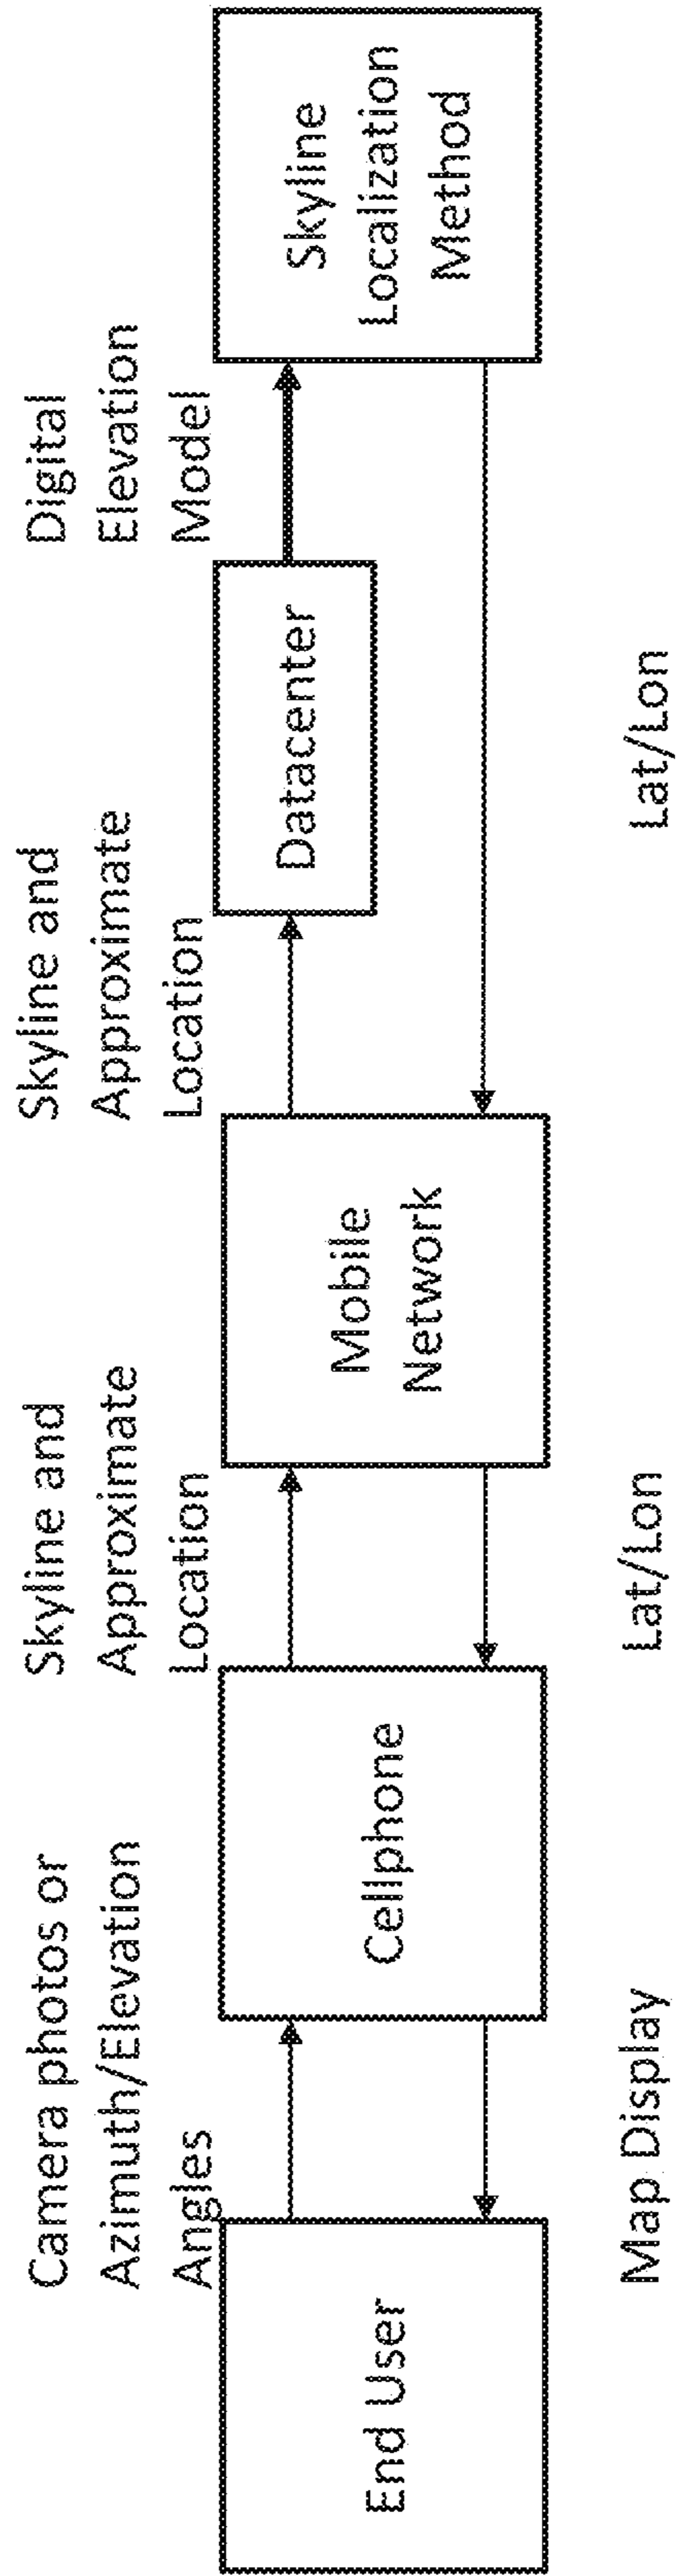 Camera photos or
Azimuth/Elevation
Angles
Skyline and
Approximate
Location
Skyline and
Approximate
Location
Digital
Elevation
Model
End User
Cellphone
Mobile
Network
Datacenter
Skyline
Localization
Method
Map Display
Lat/Lon
Lat/Lon